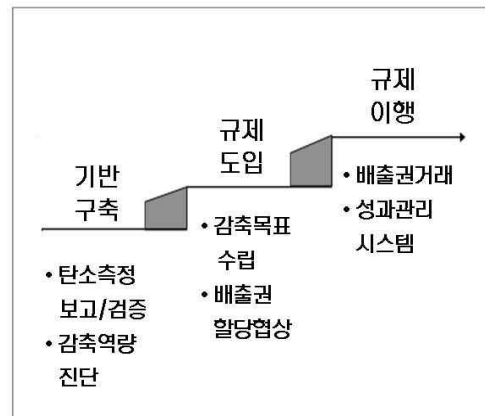 기반
구축
• 탄소측정
보고/검증
• 감축역량
진단
규제
도입
• 감축목표
수립
• 배출권
할당협상
규제
이행
• 배출권거래
• 성과관리
시스템